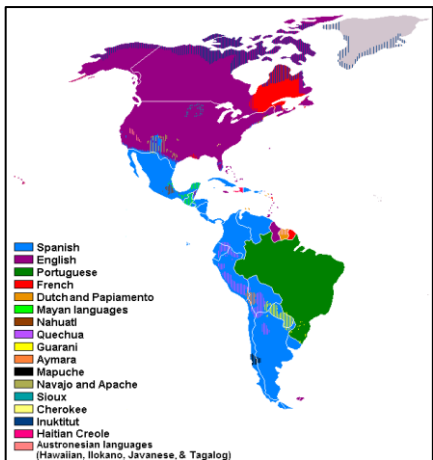 Spanish
English
Portuguese
French
Dutch and Papiamento
Mayan languages
Nahuatl
Quechua
Guarani
Aymara
Mapuche
Navajo and Apache
Sioux
Cherokee
Inuktitut
Haitian Creole
Austronesian languages
(Hawaiian, Ilokano, Javanese, & Tagalog)